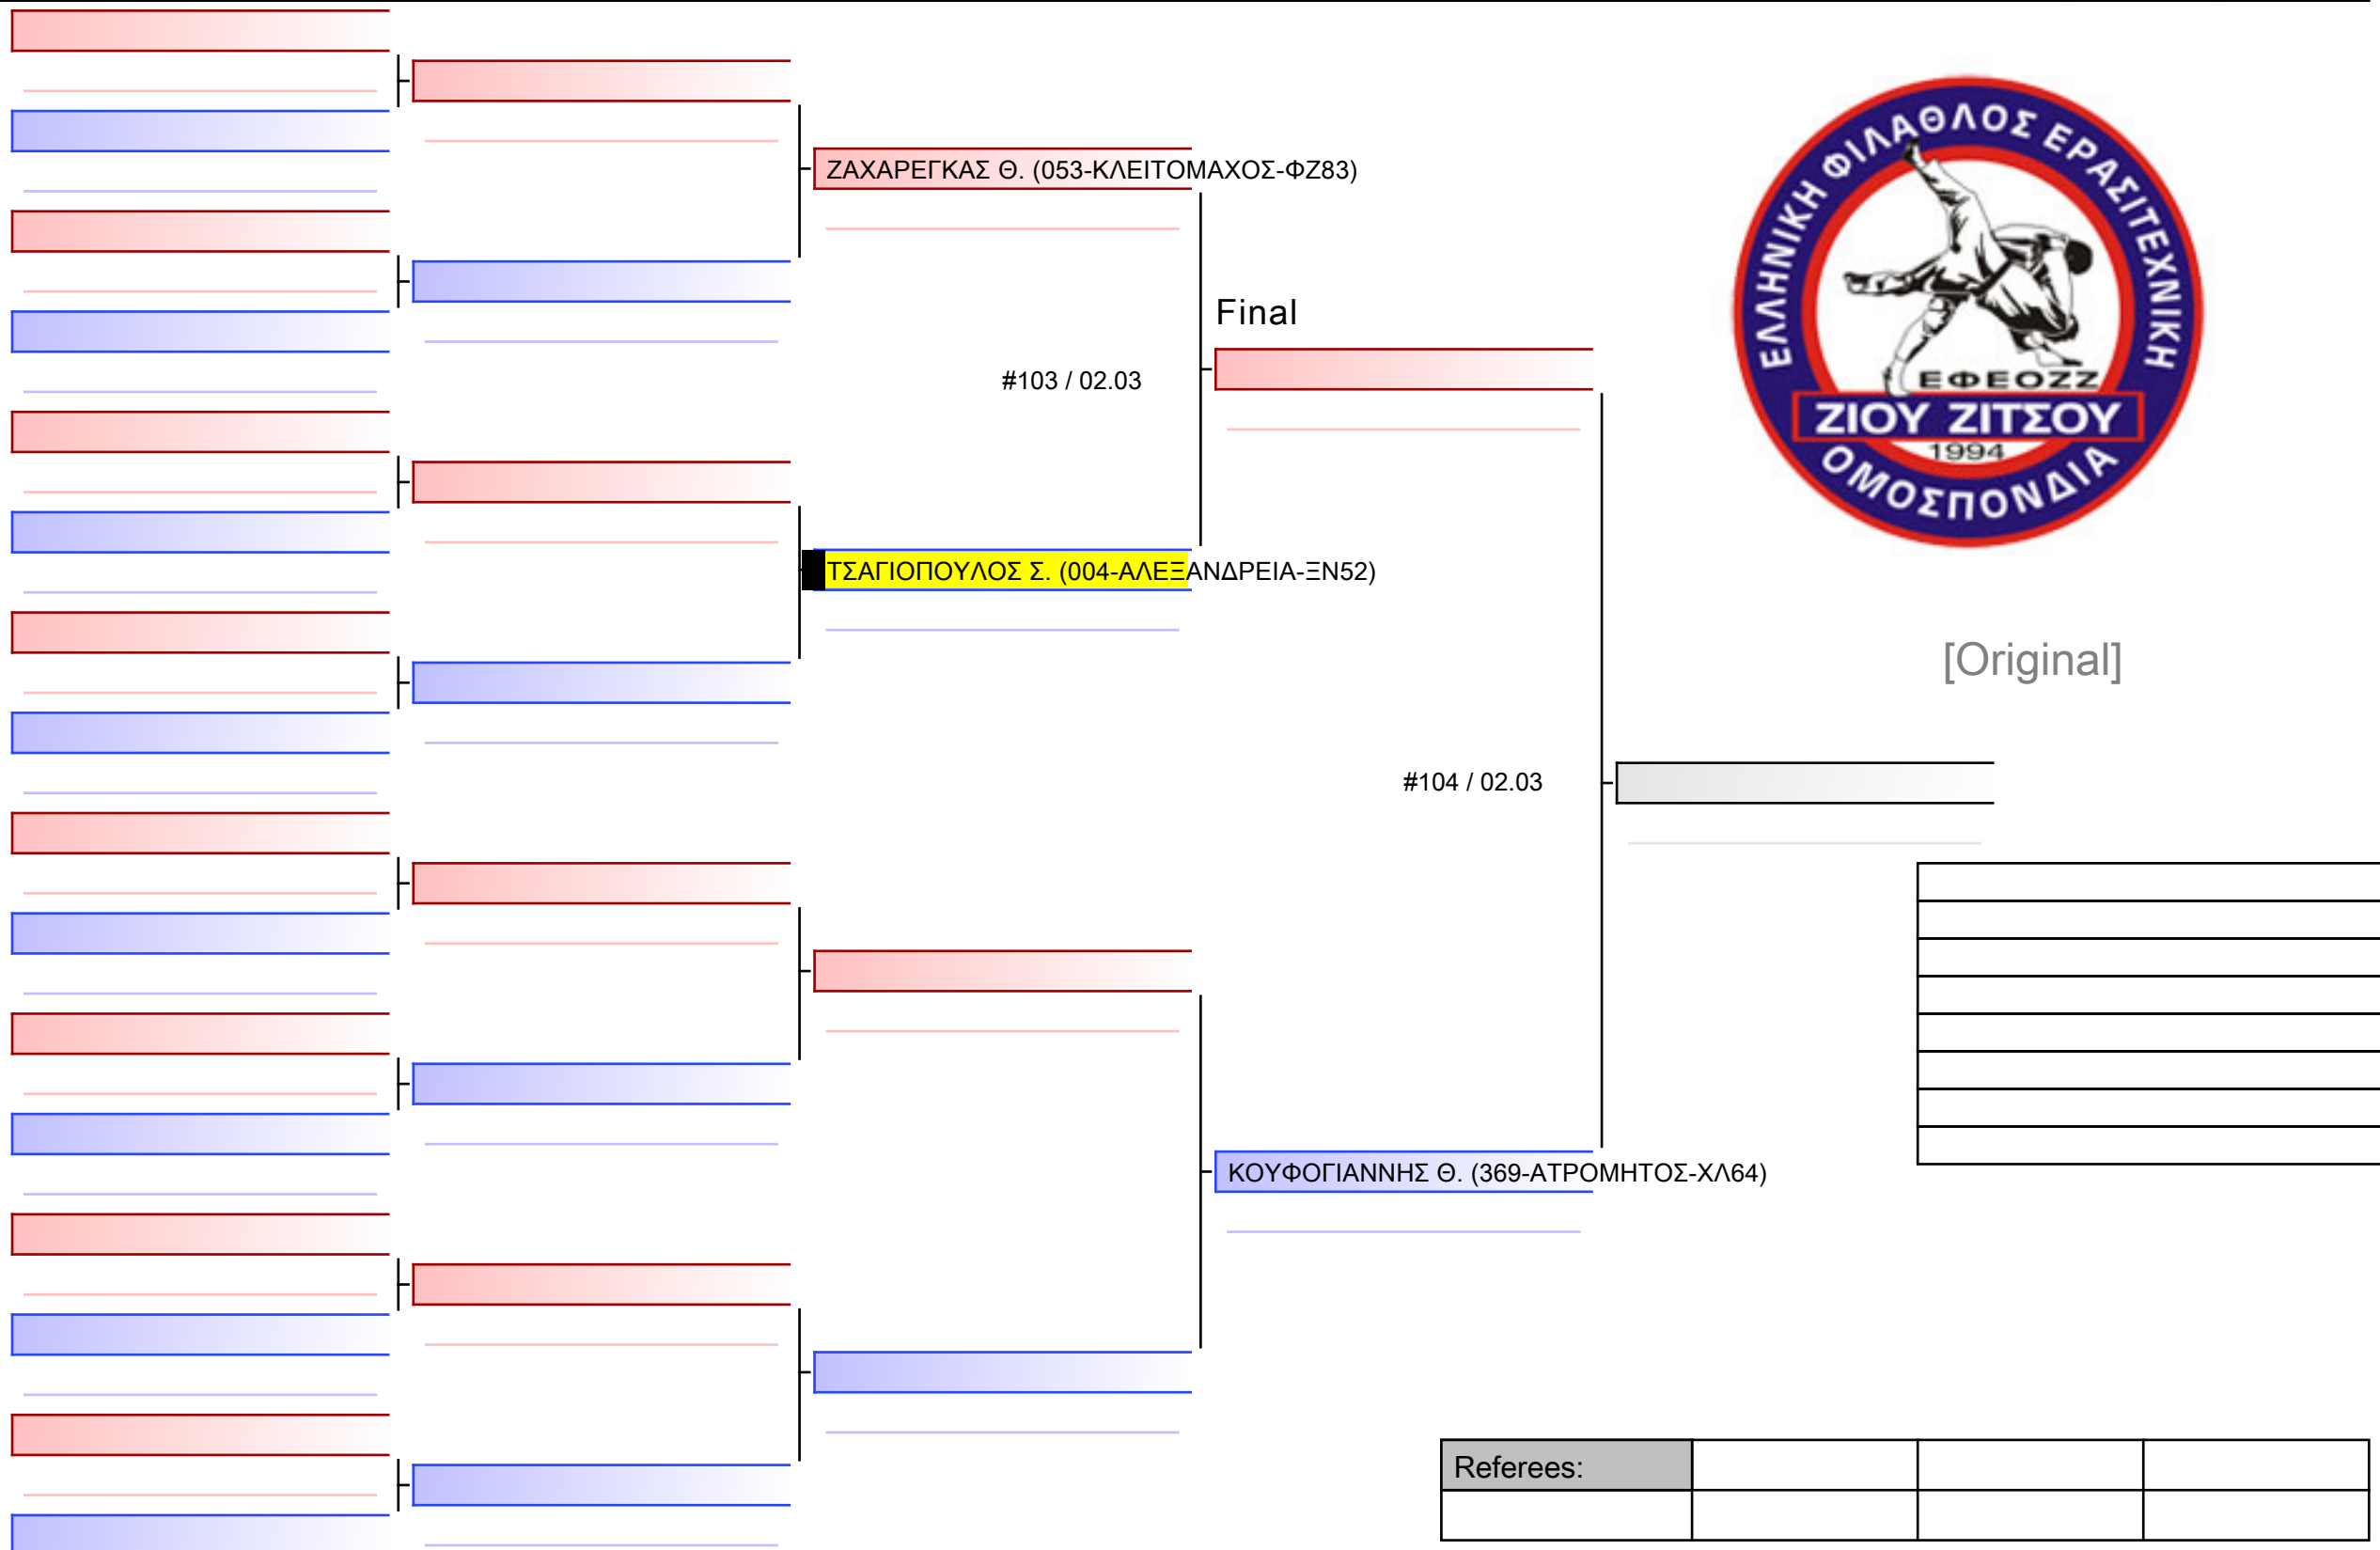 ΖΑΧΑΡΕΓΚΑΣ Θ. (053-ΚΛΕΙΤΟΜΑΧΟΣ-ΦΖ83)
Final
#103 / 02.03
ΤΣΑΓΙΟΠΟΥΛΟΣ Σ. (004-ΑΛΕΞΑΝΔΡΕΙΑ-ΞΝ52)
ΕΛΛΗΝΙΚΗ ΦΙΛΑΘΛΟΣ ΕΡΑΣΙΤΕΧΝΙΚΗ
ΕΦΕΟΖΖ
ΖΙΟΥ ΖΙΤΣΟΥ
1994
ΟΜΟΣΠΟΝΔΙΑ
[Original]
#104 / 02.03
ΚΟΥΦΟΓΙΑΝΝΗΣ Θ. (369-ΑΤΡΟΜΗΤΟΣ-ΧΛ64)
Referees: